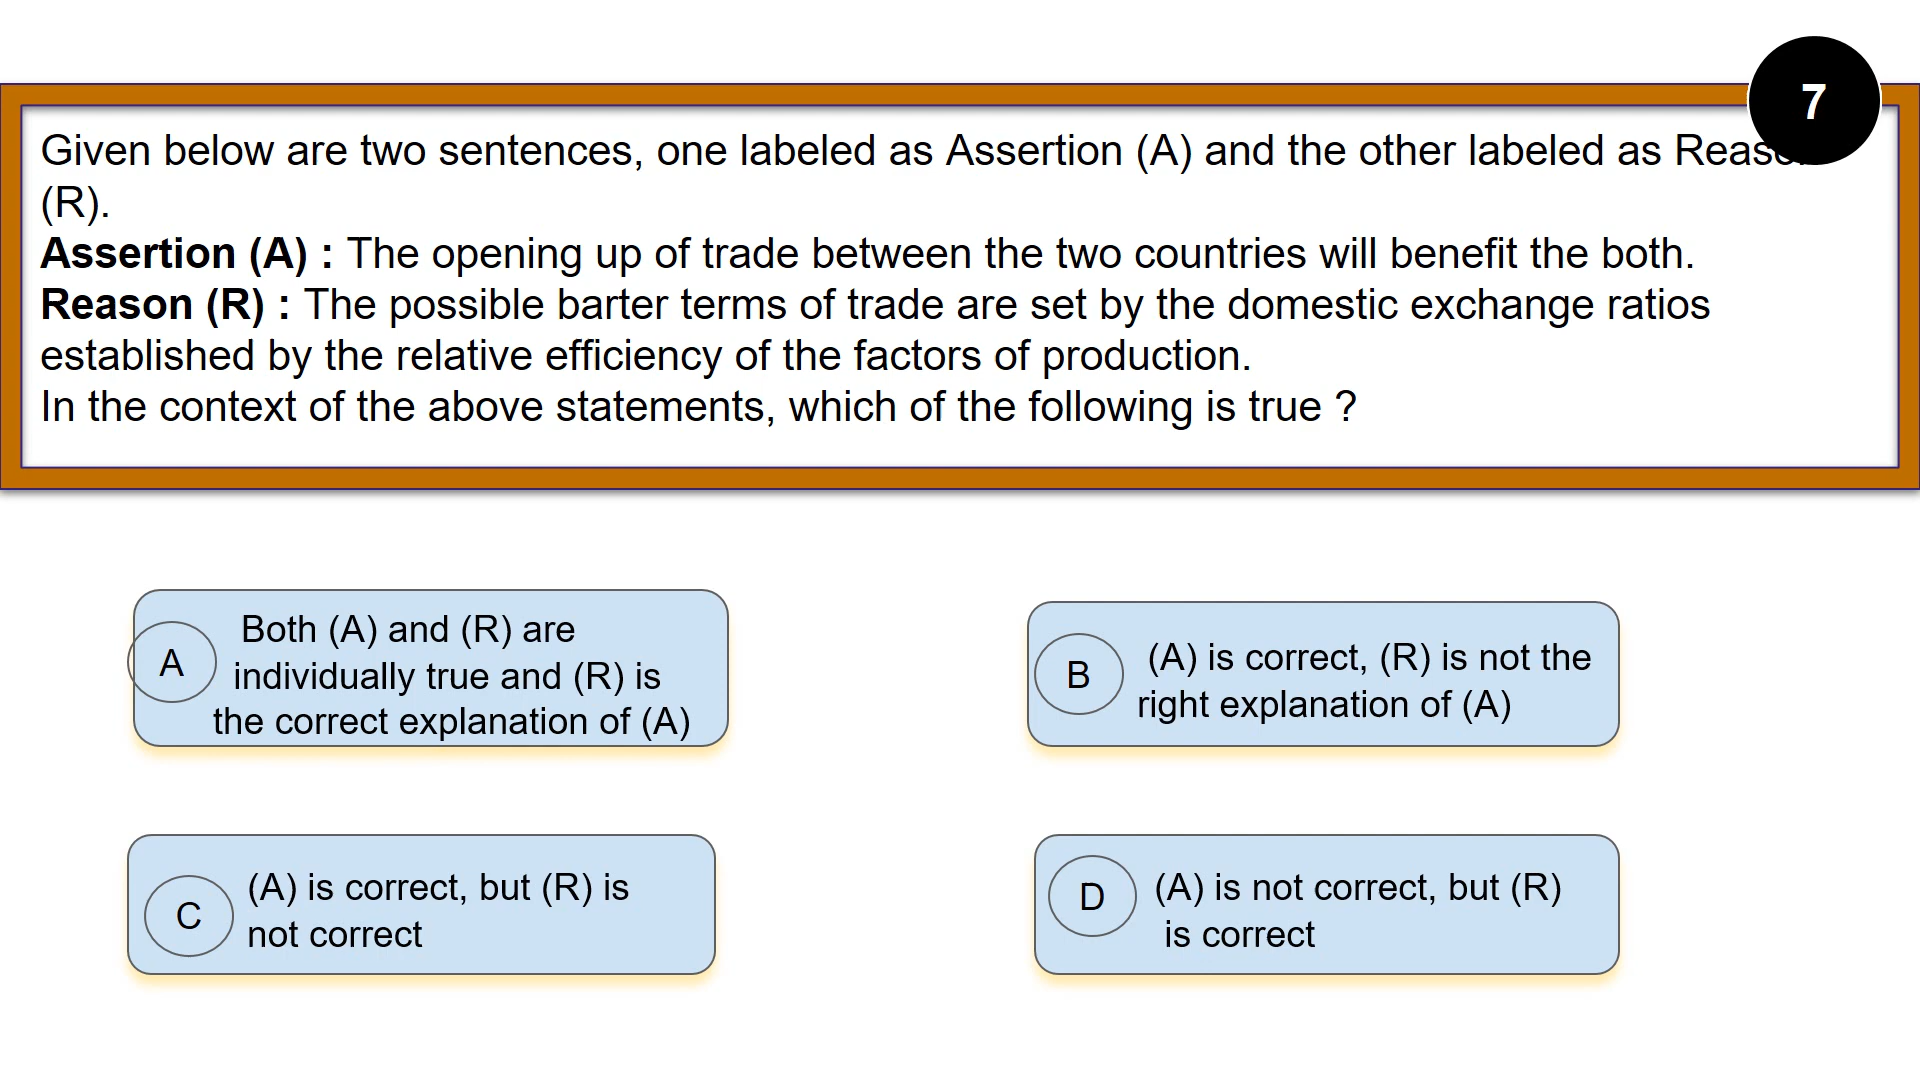 7
Given below are two sentences, one labeled as Assertion (A) and the other labeled as
(R).
Assertion (A) : The opening up of trade between the two countries will benefit the both.
Reason (R) : The possible barter terms of trade are set by the domestic exchange ratios
established by the relative efficiency of the factors of production.
In the context of the above statements, which of the following is true ?
A
Both (A) and (R) are
individually true and (R) is
the correct explanation of (A)
B
(A) is correct, (R) is not the
right explanation of (A)
C
(A) is correct, but (R) is
not correct
D
(A) is not correct, but (R)
is correct